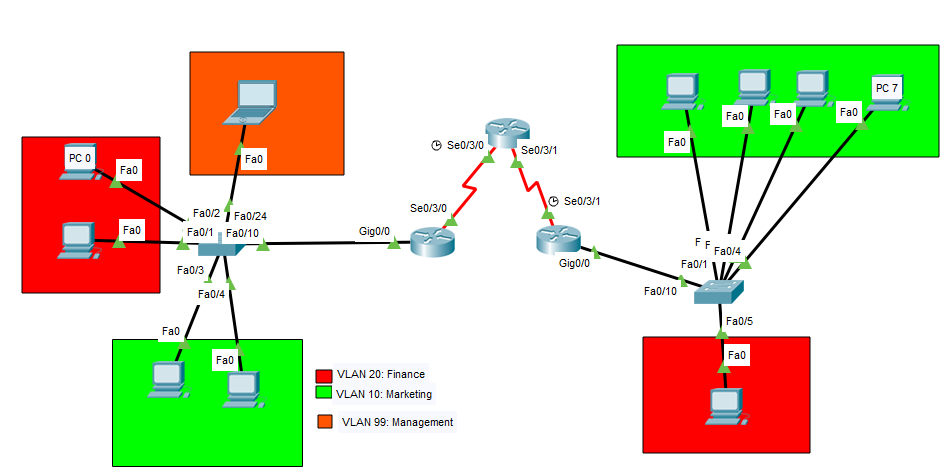 PC 7
Fa0
Fa0
Fa0
Fa0
Se0/3/0
Se0/3/1
Fa0
PC 0
Fa0
Se0/3/1
Se0/3/0
Fa0/2
Fa0/24
Fa0
Fa0/1
Fa0/10
Gig0/0
F
F
Fa0/4
Gig0/0
Fa0/1
Fa0/3
Fa0/10
Fa0/4
Fa0/5
Fa0
Fa0
Fa0
VLAN 20: Finance
VLAN 10: Marketing
VLAN 99: Management